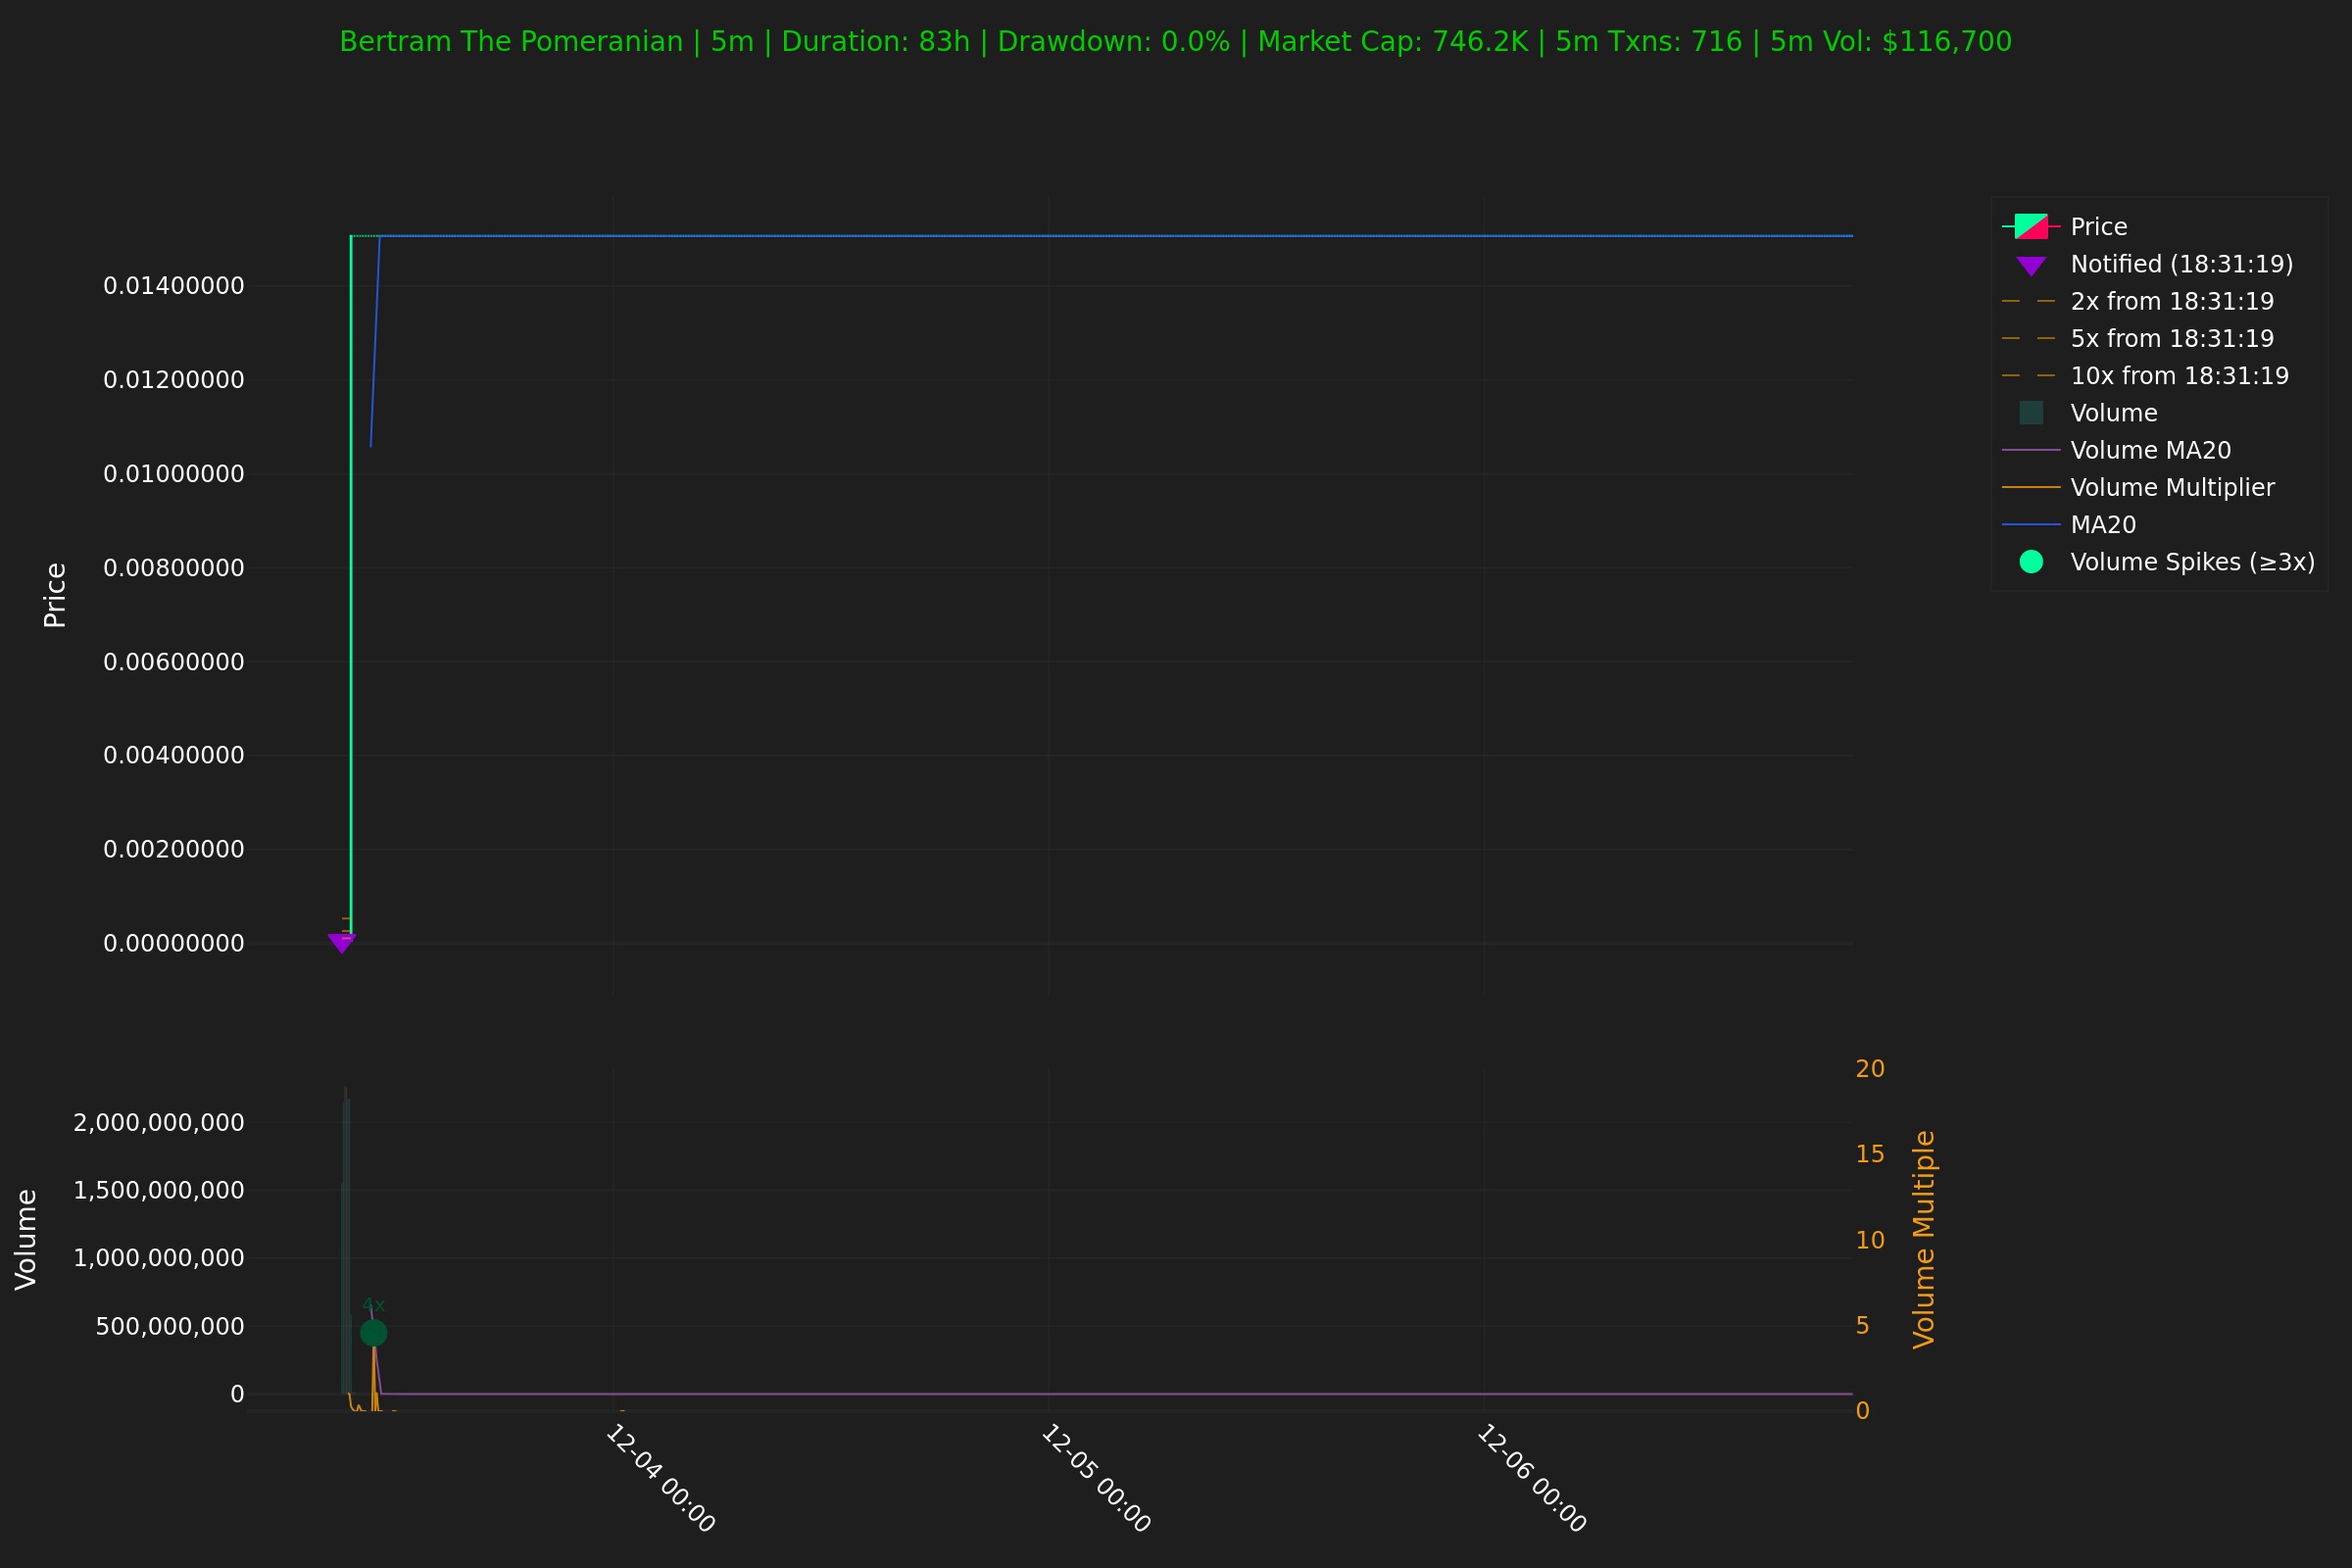 Bertram The Pomeranian | 5m | Duration: 83h | Drawdown: 0.0% | Market Cap: 746.2K | 5m Txns: 716 | 5m Vol: $116,700
Price
0.01400000
0.01200000
0.01000000
0.00800000
0.00600000
0.00400000
0.00200000
0.00000000
Price
Notified (18:31:19)
2x from 18:31:19
5x from 18:31:19
10x from 18:31:19
Volume
Volume MA20
Volume Multiplier
MA20
Volume Spikes (≥3x)
Volume
2,000,000,000
1,500,000,000
1,000,000,000
500,000,000
0
4x
20
15
10
5
0
Volume Multiple
12-04 00:00
12-05 00:00
12-06 00:00